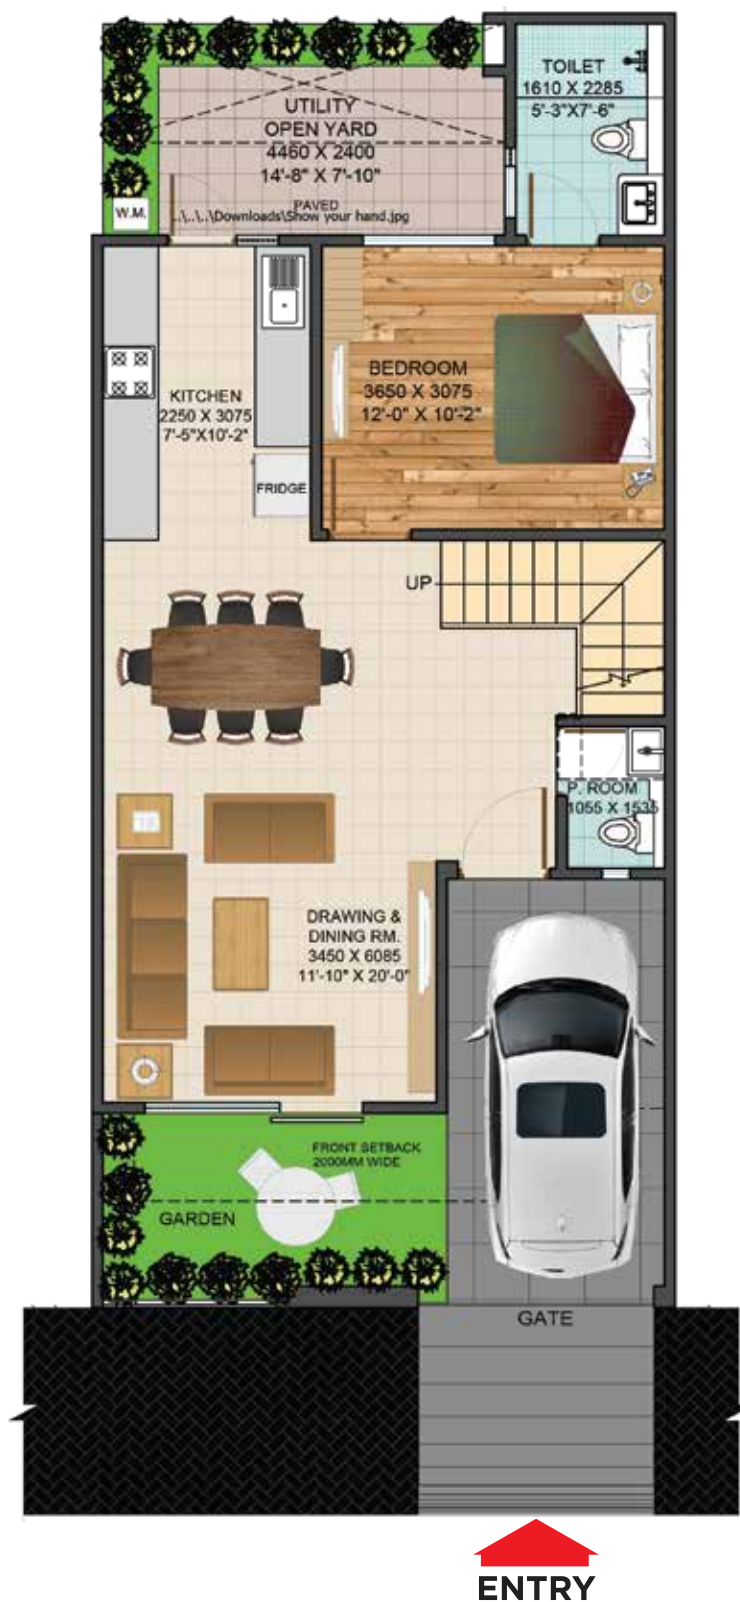 TOILET
1610 X 2285
5'-3"X7'-6"
UTILITY
OPEN YARD
4460 X 2400
14'-8" X 7'-10"
PAVED
..\..\..\Downloads\Show your hand.jpg
W.M.
BEDROOM
3650 X 3075
12'-0" X 10'-2"
KITCHEN
2250 X 3075
7'-5"X10'-2"
FRIDGE
UP
P. ROOM
1055 X 1535
DRAWING &
DINING RM.
3450 X 6085
11'-10" X 20'-0"
FRONT SETBACK
2000MM WIDE
GARDEN
GATE
ENTRY